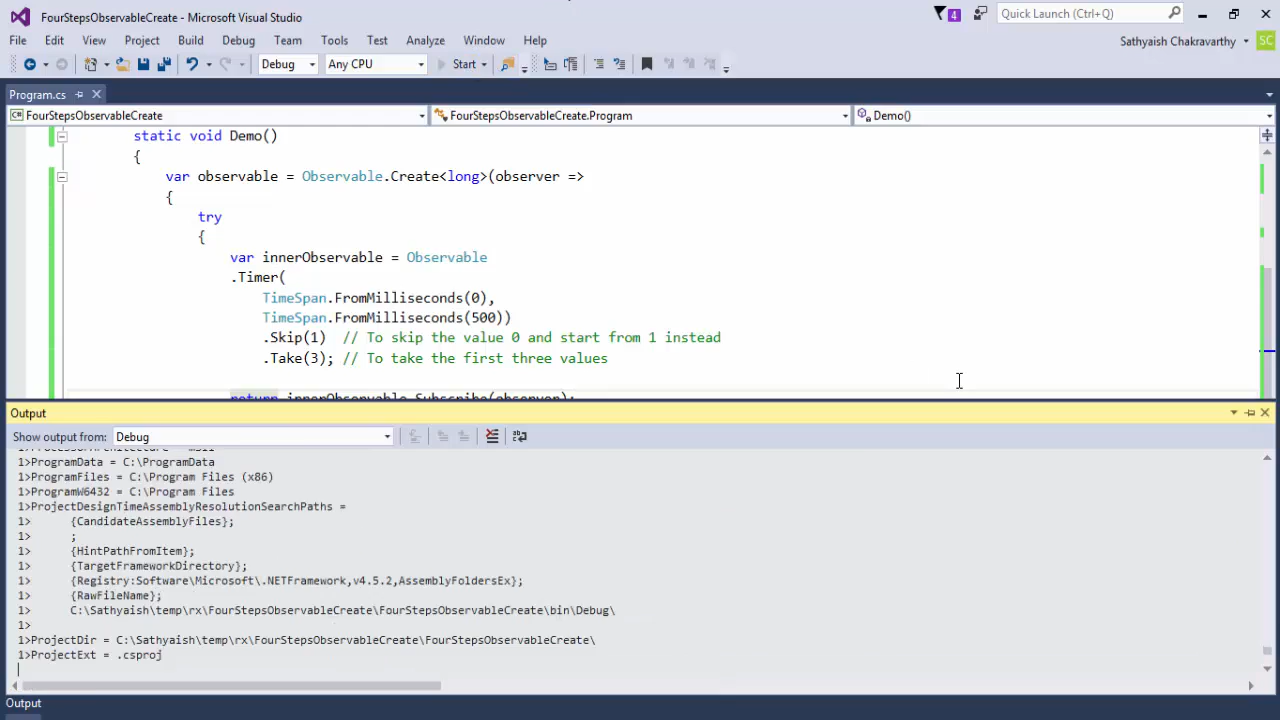 FourStepsObservableCreate - Microsoft Visual Studio
4
Quick Launch (Ctrl+Q)
File Edit View Project Build Debug Team Tools Test Analyze Window Help
Sathyaish Chakravarthy SC
Debug Any CPU Start
Program.cs
C# FourStepsObservableCreate FourStepsObservableCreate.Program Demo()
static void Demo()
{
var observable = Observable.Create<long>(observer =>
{
try
{
var innerObservable = Observable
.Timer(
TimeSpan.FromMilliseconds(0),
TimeSpan.FromMilliseconds(500))
.Skip(1) // To skip the value 0 and start from 1 instead
.Take(3); // To take the first three values
return innerObservable.Subscribe(observer);
Output
Show output from: Debug
1>ProgramData = C:\ProgramData
1>ProgramFiles = C:\Program Files (x86)
1>ProgramW6432 = C:\Program Files
1>ProjectDesignTimeAssemblyResolutionSearchPaths =
1> {CandidateAssemblyFiles};
1> ;
1> {HintPathFromItem};
1> {TargetFrameworkDirectory};
1> {Registry:Software\Microsoft\.NETFramework,v4.5.2,AssemblyFoldersEx};
1> {RawFileName};
1> C:\Sathyaish\temp\rx\FourStepsObservableCreate\FourStepsObservableCreate\bin\Debug\
1>
1>ProjectDir = C:\Sathyaish\temp\rx\FourStepsObservableCreate\FourStepsObservableCreate\
1>ProjectExt = .csproj
Output